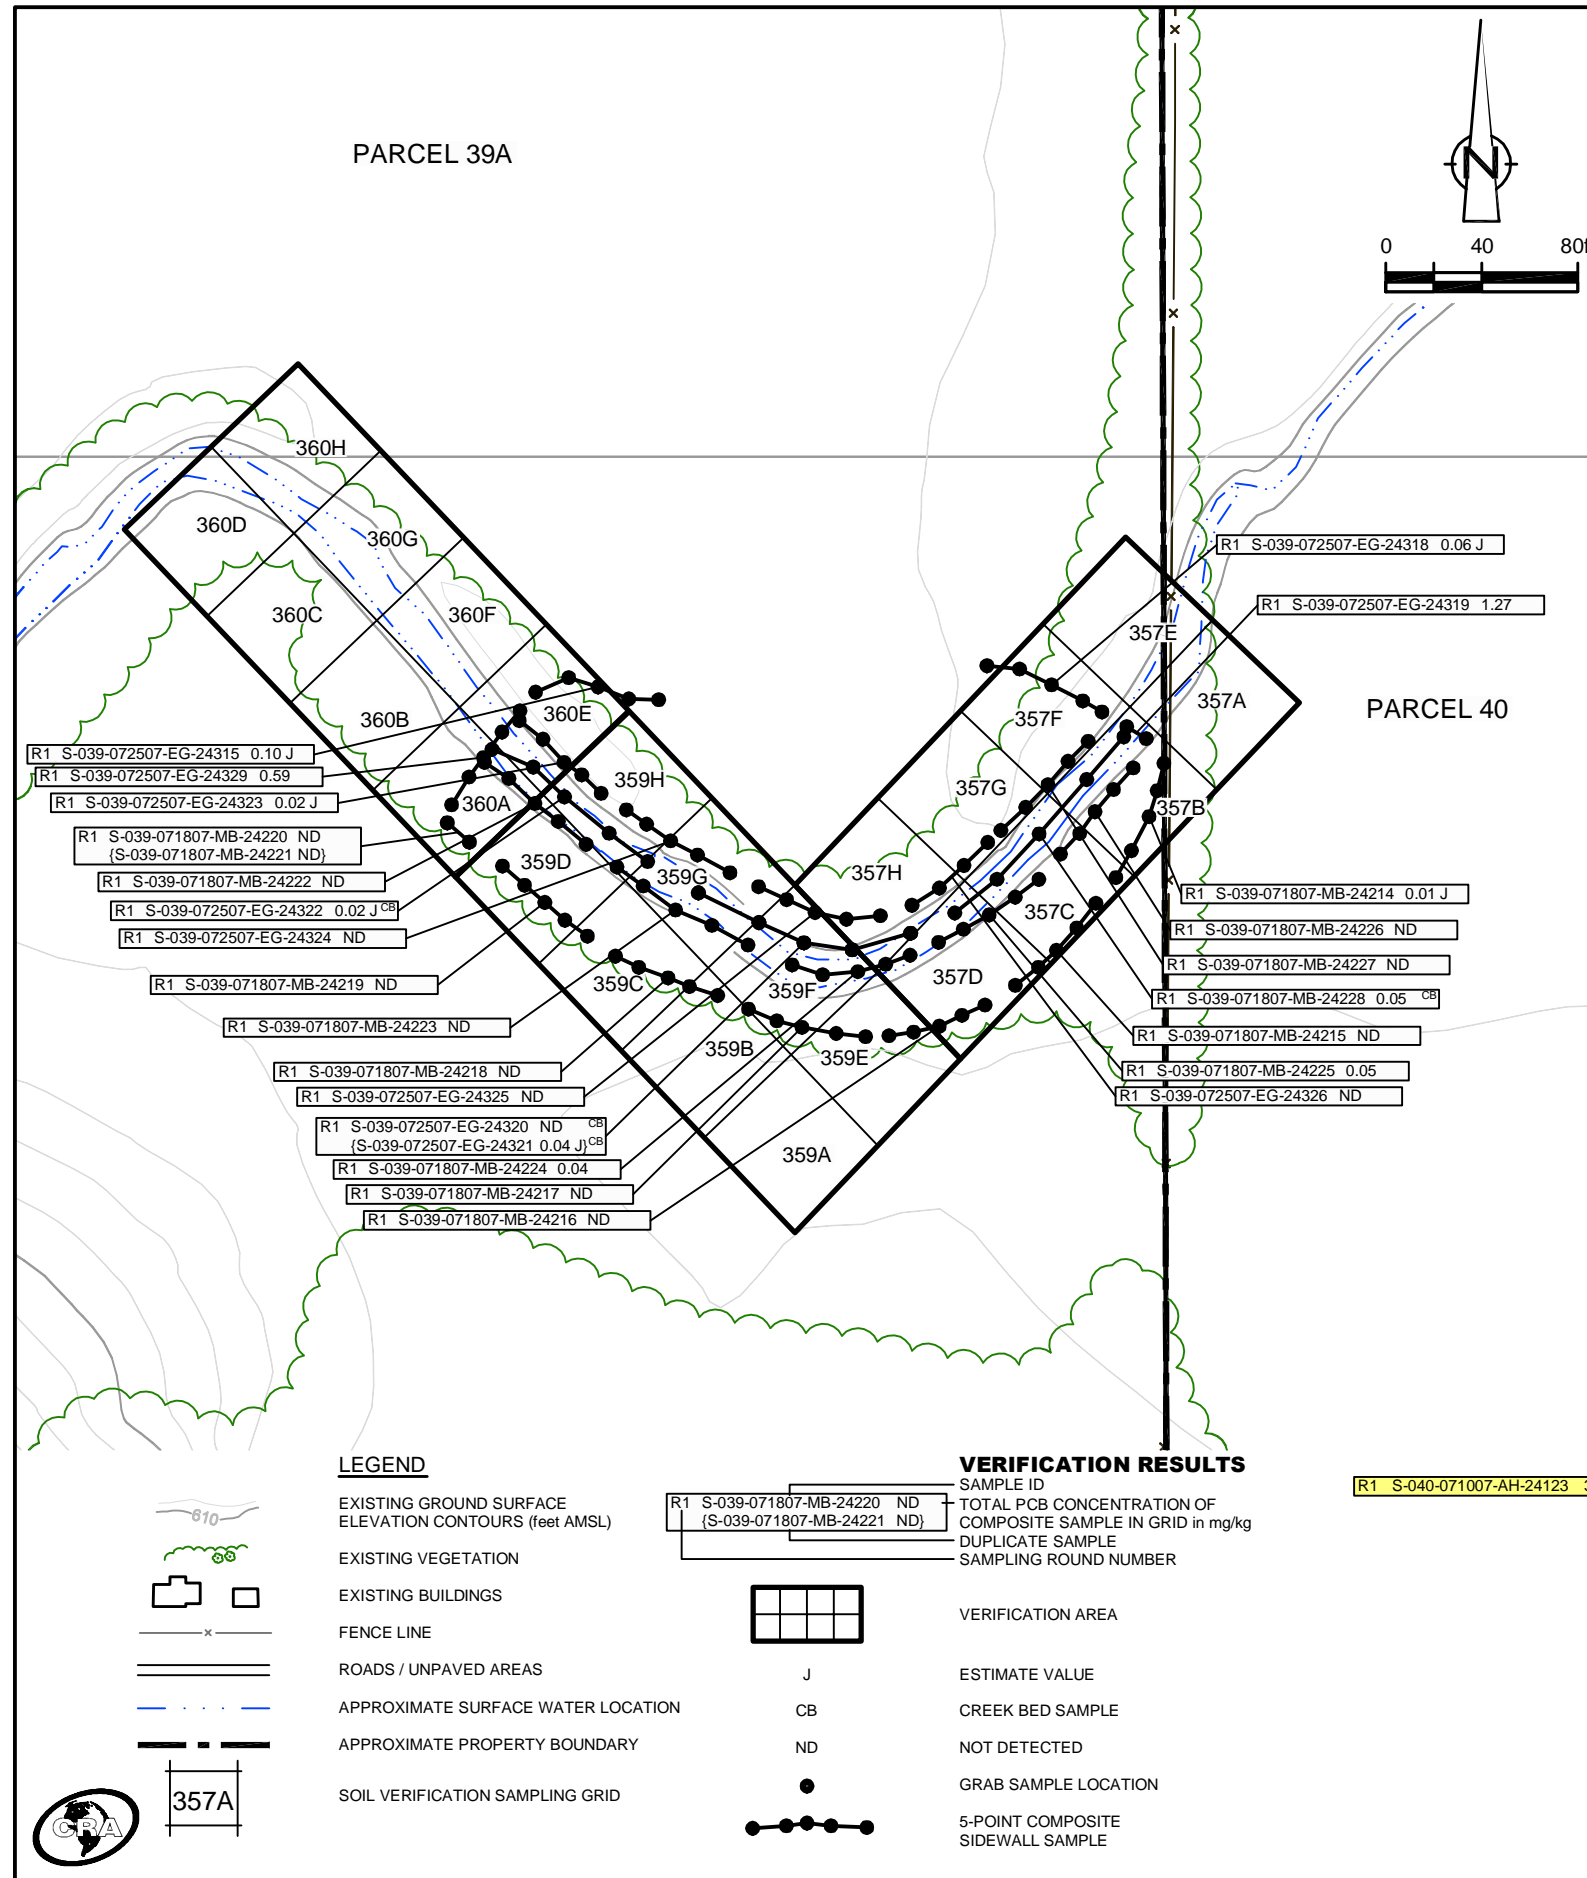 PARCEL 39A
N
0 40 80f
360H
360D
360G
360C
360F
360B
360E
360A
359H
359D
359G
359C
359F
359B
359E
359A
357E
357A
357F
357G
357B
357H
357C
357D
PARCEL 40
R1 S-039-072507-EG-24318 0.06 J
R1 S-039-072507-EG-24319 1.27
R1 S-039-072507-EG-24315 0.10 J
R1 S-039-072507-EG-24329 0.59
R1 S-039-072507-EG-24323 0.02 J
R1 S-039-071807-MB-24220 ND
{S-039-071807-MB-24221 ND}
R1 S-039-071807-MB-24222 ND
R1 S-039-072507-EG-24322 0.02 J CB
R1 S-039-072507-EG-24324 ND
R1 S-039-071807-MB-24219 ND
R1 S-039-071807-MB-24223 ND
R1 S-039-071807-MB-24218 ND
R1 S-039-072507-EG-24325 ND
R1 S-039-072507-EG-24320 ND CB
{S-039-072507-EG-24321 0.04 J} CB
R1 S-039-071807-MB-24224 0.04
R1 S-039-071807-MB-24217 ND
R1 S-039-071807-MB-24216 ND
R1 S-039-071807-MB-24214 0.01 J
R1 S-039-071807-MB-24226 ND
R1 S-039-071807-MB-24227 ND
R1 S-039-071807-MB-24228 0.05 CB
R1 S-039-071807-MB-24215 ND
R1 S-039-071807-MB-24225 0.05
R1 S-039-072507-EG-24326 ND
LEGEND
610
EXISTING GROUND SURFACE
ELEVATION CONTOURS (feet AMSL)
EXISTING VEGETATION
EXISTING BUILDINGS
x FENCE LINE
ROADS / UNPAVED AREAS
APPROXIMATE SURFACE WATER LOCATION
APPROXIMATE PROPERTY BOUNDARY
357A SOIL VERIFICATION SAMPLING GRID
CRA
VERIFICATION RESULTS
R1 S-039-071807-MB-24220 ND
{S-039-071807-MB-24221 ND}
SAMPLE ID
TOTAL PCB CONCENTRATION OF
COMPOSITE SAMPLE IN GRID in mg/kg
DUPLICATE SAMPLE
SAMPLING ROUND NUMBER
VERIFICATION AREA
J ESTIMATE VALUE
CB CREEK BED SAMPLE
ND NOT DETECTED
GRAB SAMPLE LOCATION
5-POINT COMPOSITE
SIDEWALL SAMPLE
R1 S-040-071007-AH-24123